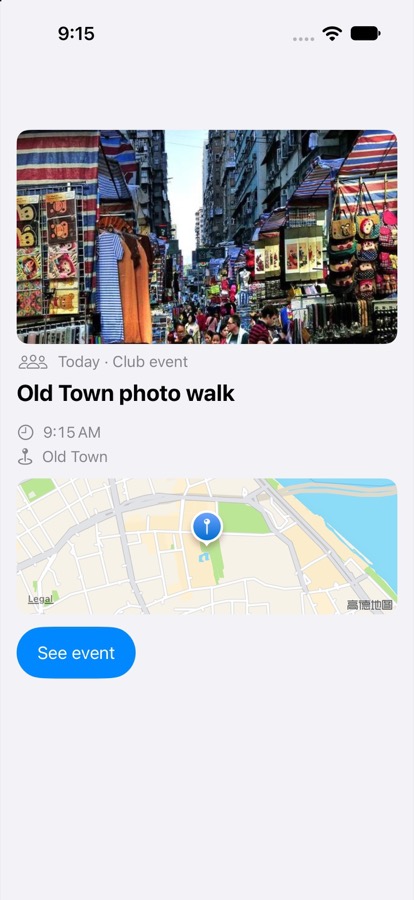 9:15
Today · Club event
Old Town photo walk
9:15 AM
Old Town
Legal
高德地圖
See event